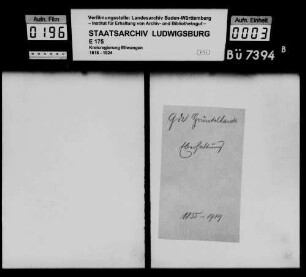 Aufn. Film
0196
Verfilmungsstelle: Landesarchiv Baden-Württemberg
- Institut für Erhaltung von Archiv- und Bibliotheksgut -
STAATSARCHIV LUDWIGSBURG
E 175
Kreisregierung Ellwangen
1818 - 1924
Aufn. Einheit
0003
Bü 7394 B
1835-1919